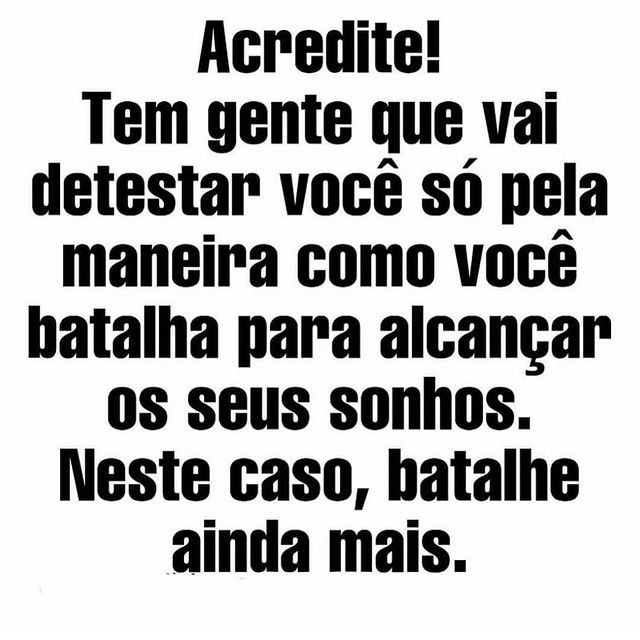 Acredite!
Tem gente que vai
detestar você só pela
maneira como você
batalha para alcançar
os seus sonhos.
Neste caso, batalhe
ainda mais.